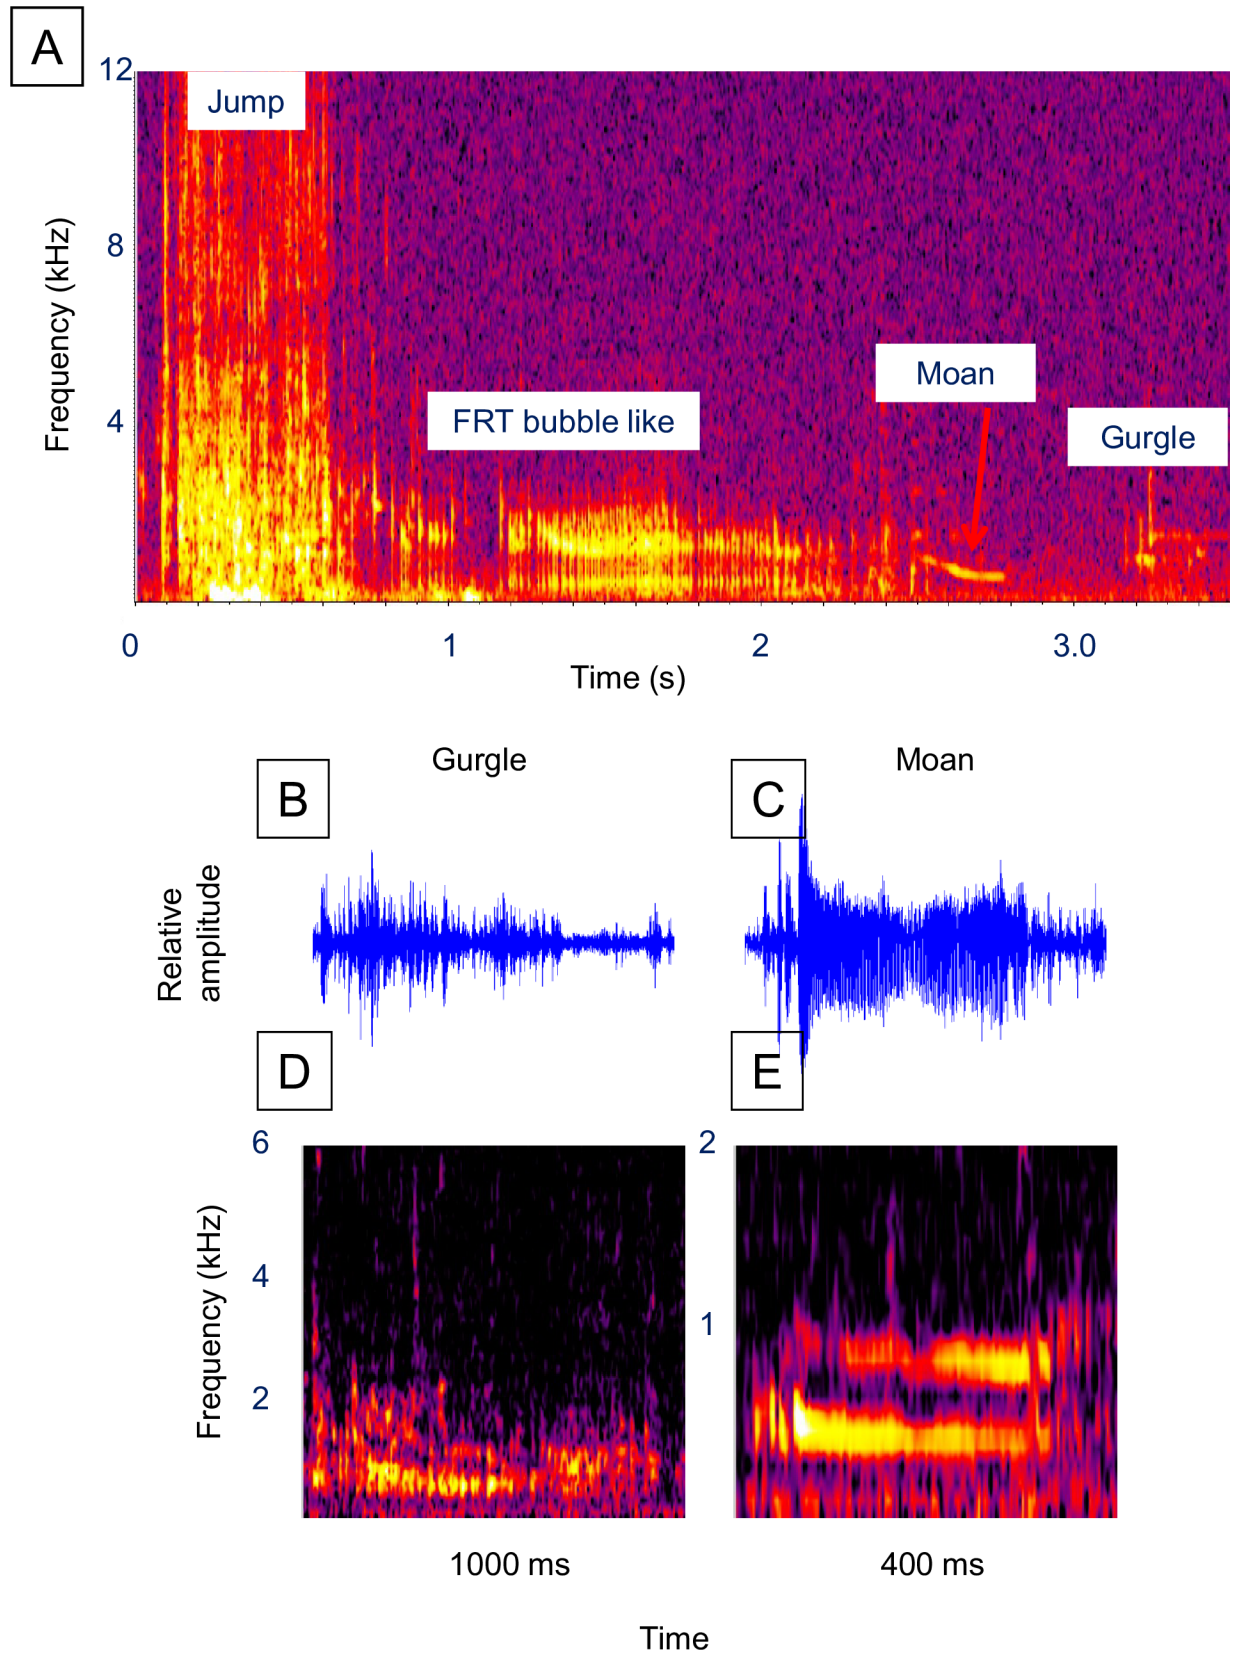 A
12
Jump
8
Frequency (kHz)
Moan
4
FRT bubble like
Gurgle
0 1 2 3.0
Time (s)
Gurgle Moan
B C
Relative
amplitude
D E
6 2
4
1
Frequency (kHz)
2
1000 ms 400 ms
Time